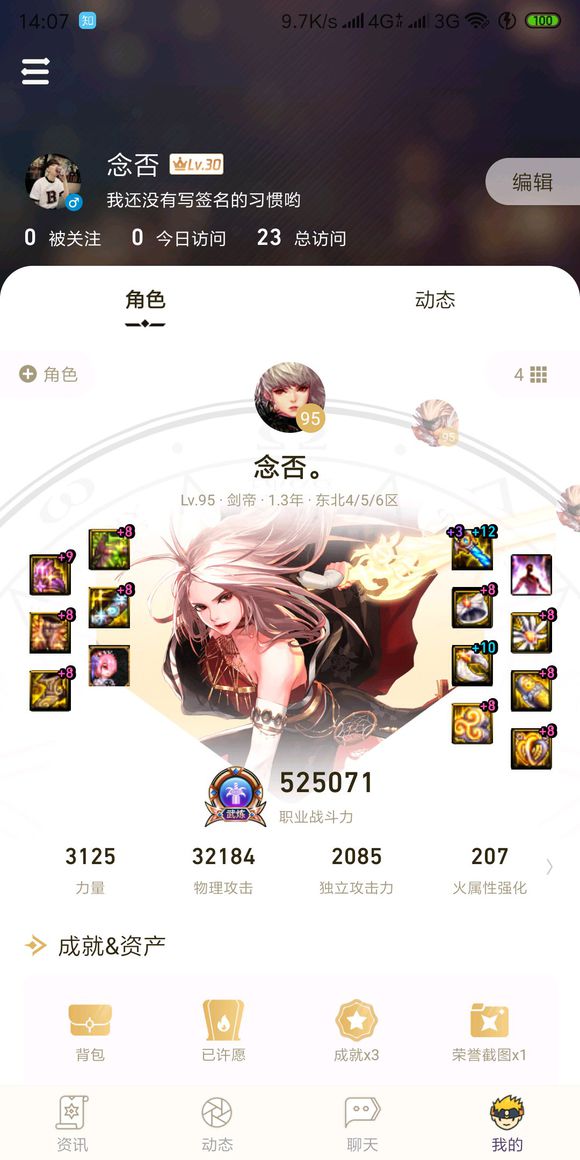 14:07 知 9.7K/s 4G 3G 100
念否 Lv.30
我还没有写签名的习惯哟
编辑
0 被关注 0 今日访问 23 总访问
角色 动态
角色 4
95
95
念否。
Lv.95 · 剑帝 · 1.3年 · 东北4/5/6区
+8 +3 +12
+9
+8 +8
+8 +8
+10
+8 +8
+8
+8
525071
武炼
职业战斗力
3125 32184 2085 207
力量 物理攻击 独立攻击力 火属性强化
成就&资产
背包 已许愿 成就x3 荣誉截图x1
资讯 动态 聊天 我的